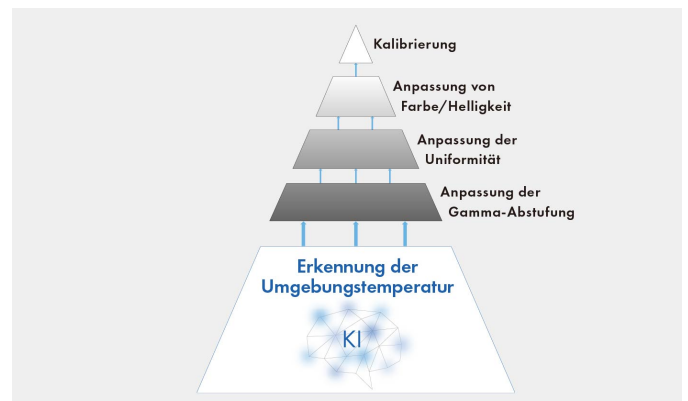 Kalibrierung
Anpassung von
Farbe/Helligkeit
Anpassung der
Uniformität
Anpassung der
Gamma-Abstufung
Erkennung der
Umgebungstemperatur
KI